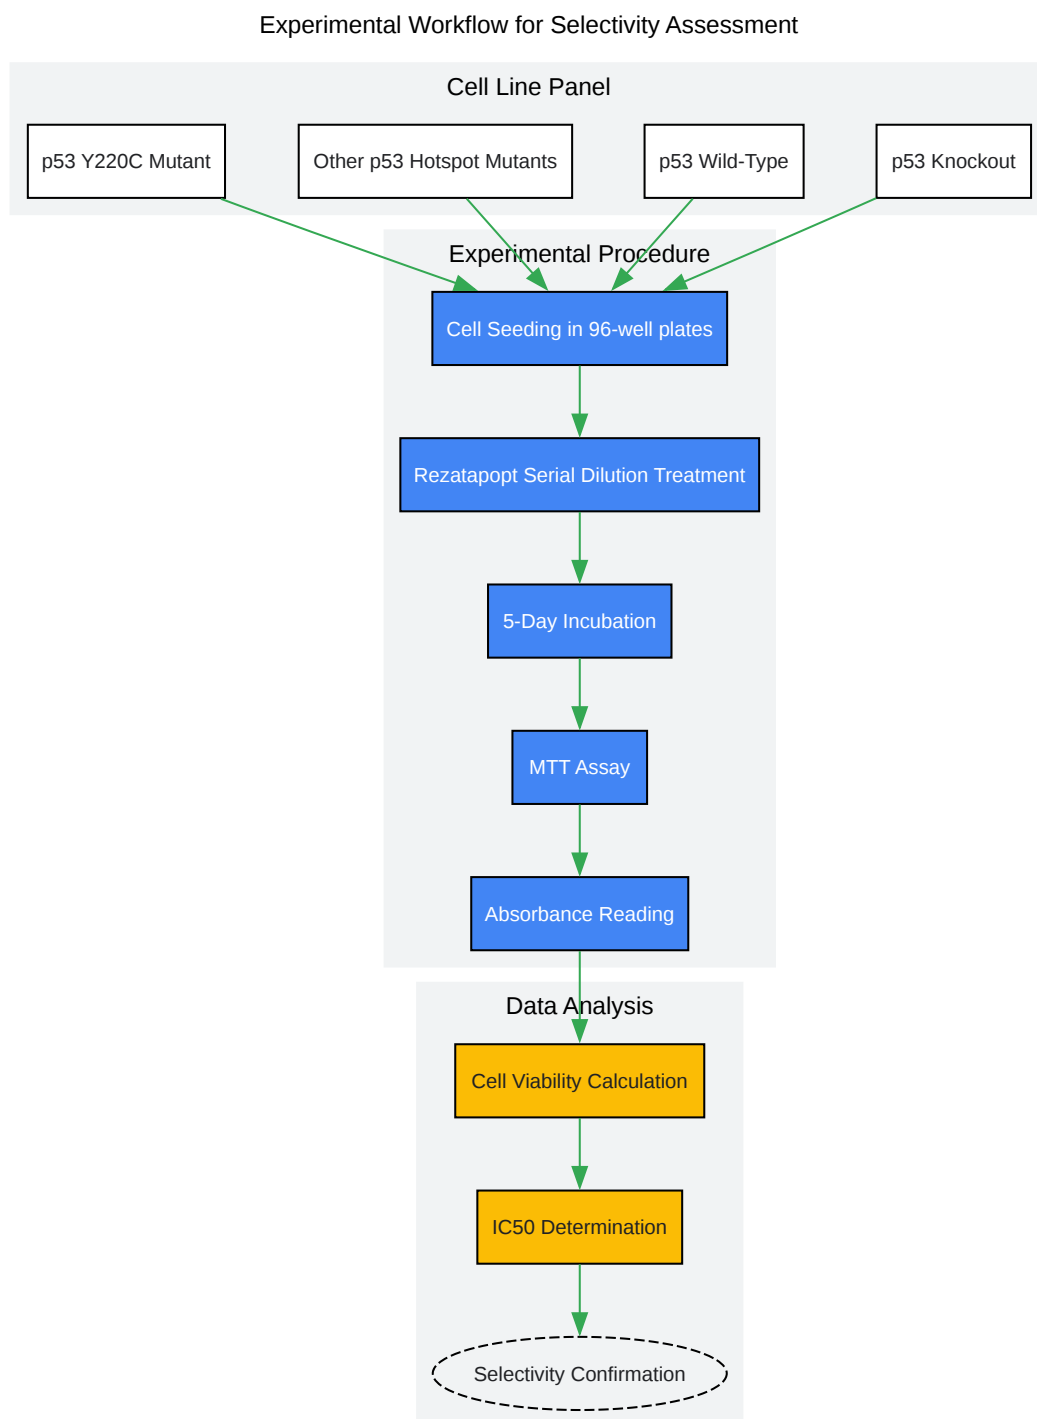 Experimental Workflow for Selectivity Assessment
Cell Line Panel
p53 Y220C Mutant
Other p53 Hotspot Mutants
p53 Wild-Type
p53 Knockout
Experimental Procedure
Cell Seeding in 96-well plates
Rezatapopt Serial Dilution Treatment
5-Day Incubation
MTT Assay
Absorbance Reading
Data Analysis
Cell Viability Calculation
IC50 Determination
Selectivity Confirmation